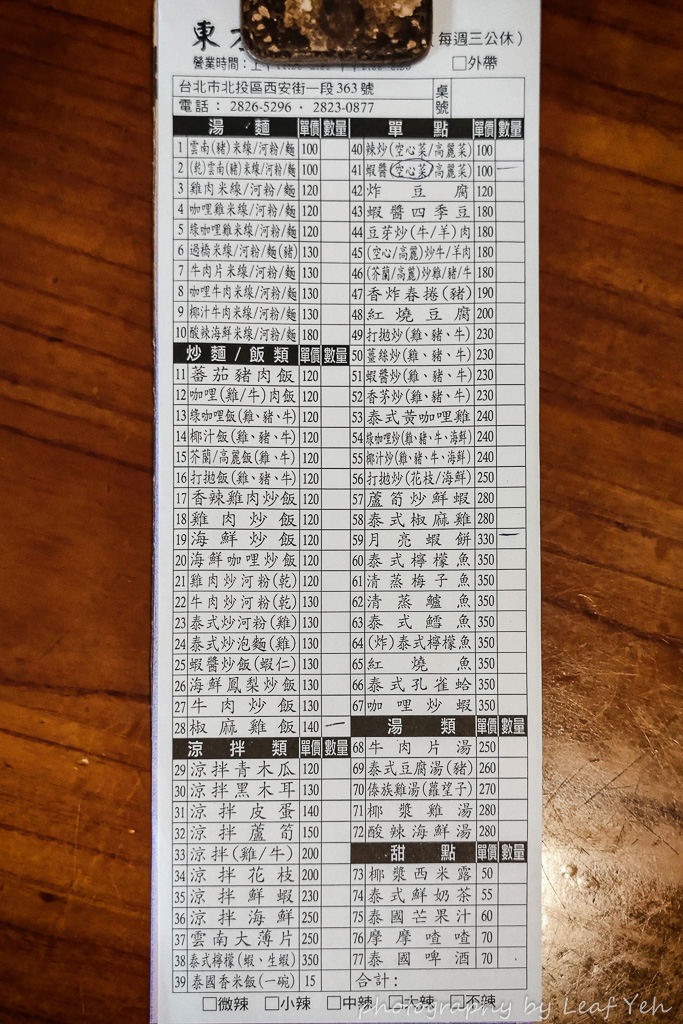 東
(每週三公休)
營業時間:
□外帶
台北市北投區西安街一段363號
電話: 2826-5296 · 2823-0877
桌號
湯麵 單價 數量
1 雲南(豬)米線/河粉/麵 100
2 (乾)雲南(豬)米線/河粉/麵 100
3 雞肉米線/河粉/麵 120
4 咖哩雞米線/河粉/麵 120
5 綠咖哩雞米線/河粉/麵 120
6 過橋米線/河粉/麵(豬) 130
7 牛肉片米線/河粉/麵 130
8 咖哩牛肉米線/河粉/麵 130
9 椰汁牛肉米線/河粉/麵 130
10 酸辣海鮮米線/河粉/麵 180
炒麵/飯類 單價 數量
11 蕃茄豬肉飯 120
12 咖哩(雞/牛)肉飯 120
13 綠咖哩飯(雞、豬、牛) 120
14 椰汁飯(雞、豬、牛) 120
15 芥蘭/高麗飯(雞、牛) 120
16 打拋飯(雞、豬、牛) 120
17 香辣雞肉炒飯 120
18 雞肉炒飯 120
19 海鮮炒飯 120
20 海鮮咖哩炒飯 120
21 雞肉炒河粉(乾) 130
22 牛肉炒河粉(乾) 130
23 泰式炒河粉(雞) 130
24 泰式炒泡麵(雞) 130
25 蝦醬炒飯(蝦仁) 130
26 海鮮鳳梨炒飯 130
27 牛肉炒飯 130
28 椒麻雞飯 140 一
涼拌類 單價 數量
29 涼拌青木瓜 120
30 涼拌黑木耳 130
31 涼拌皮蛋 140
32 涼拌蘆筍 150
33 涼拌(雞/牛) 200
34 涼拌花枝 200
35 涼拌鮮蝦 230
36 涼拌海鮮 250
37 雲南大薄片 250
38 泰式檸檬(蝦、生蝦) 350
39 泰國香米飯(一碗) 15
單點 單價 數量
40 辣炒(空心菜/高麗菜) 100
41 蝦醬(空心菜/高麗菜) 100 一
42 炸豆腐 120
43 蝦醬四季豆 180
44 豆芽炒(牛/羊)肉 180
45 (空心/高麗)炒牛/羊肉 180
46 (芥蘭/高麗)炒雞/豬/牛 180
47 香炸春捲(豬) 190
48 紅燒豆腐 200
49 打拋炒(雞、豬、牛) 230
50 薑絲炒(雞、豬、牛) 230
51 蝦醬炒(雞、豬、牛) 230
52 香茅炒(雞、豬、牛) 230
53 泰式黃咖哩雞 240
54 綠咖哩炒(雞、豬、牛、海鮮) 240
55 椰汁炒(雞、豬、牛、海鮮) 240
56 打拋炒(花枝/海鮮) 250
57 蘆筍炒鮮蝦 280
58 泰式椒麻雞 280
59 月亮蝦餅 330 一
60 泰式檸檬魚 350
61 清蒸梅子魚 350
62 清蒸鱸魚 350
63 泰式鱈魚 350
64 (炸)泰式檸檬魚 350
65 紅燒魚 350
66 泰式孔雀蛤 350
67 咖哩炒蝦 350
湯類 單價 數量
68 牛肉片湯 250
69 泰式豆腐湯(豬) 260
70 傣族雞湯(蘿望子) 270
71 椰漿雞湯 280
72 酸辣海鮮湯 280
甜點 單價 數量
73 椰漿西米露 50
74 泰式鮮奶茶 55
75 泰國芒果汁 60
76 摩摩喳喳 70
77 泰國啤酒 70
合計:
□微辣 □小辣 □中辣 □大辣 □不辣
photography by Leaf Yeh